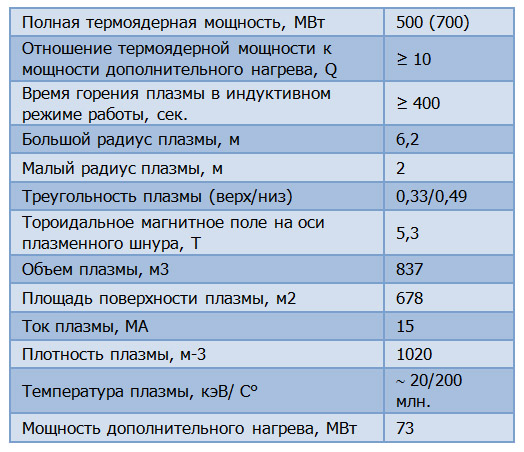 Полная термоядерная мощность, МВт
500 (700)
Отношение термоядерной мощности к
мощности дополнительного нагрева, Q
≥ 10
Время горения плазмы в индуктивном
режиме работы, сек.
≥ 400
Большой радиус плазмы, м
6,2
Малый радиус плазмы, м
2
Треугольность плазмы (верх/низ)
0,33/0,49
Тороидальное магнитное поле на оси
плазменного шнура, Т
5,3
Объем плазмы, м3
837
Площадь поверхности плазмы, м2
678
Ток плазмы, МА
15
Плотность плазмы, м-3
1020
Температура плазмы, кэВ/ С°
~ 20/200
млн.
Мощность дополнительного нагрева, МВт
73